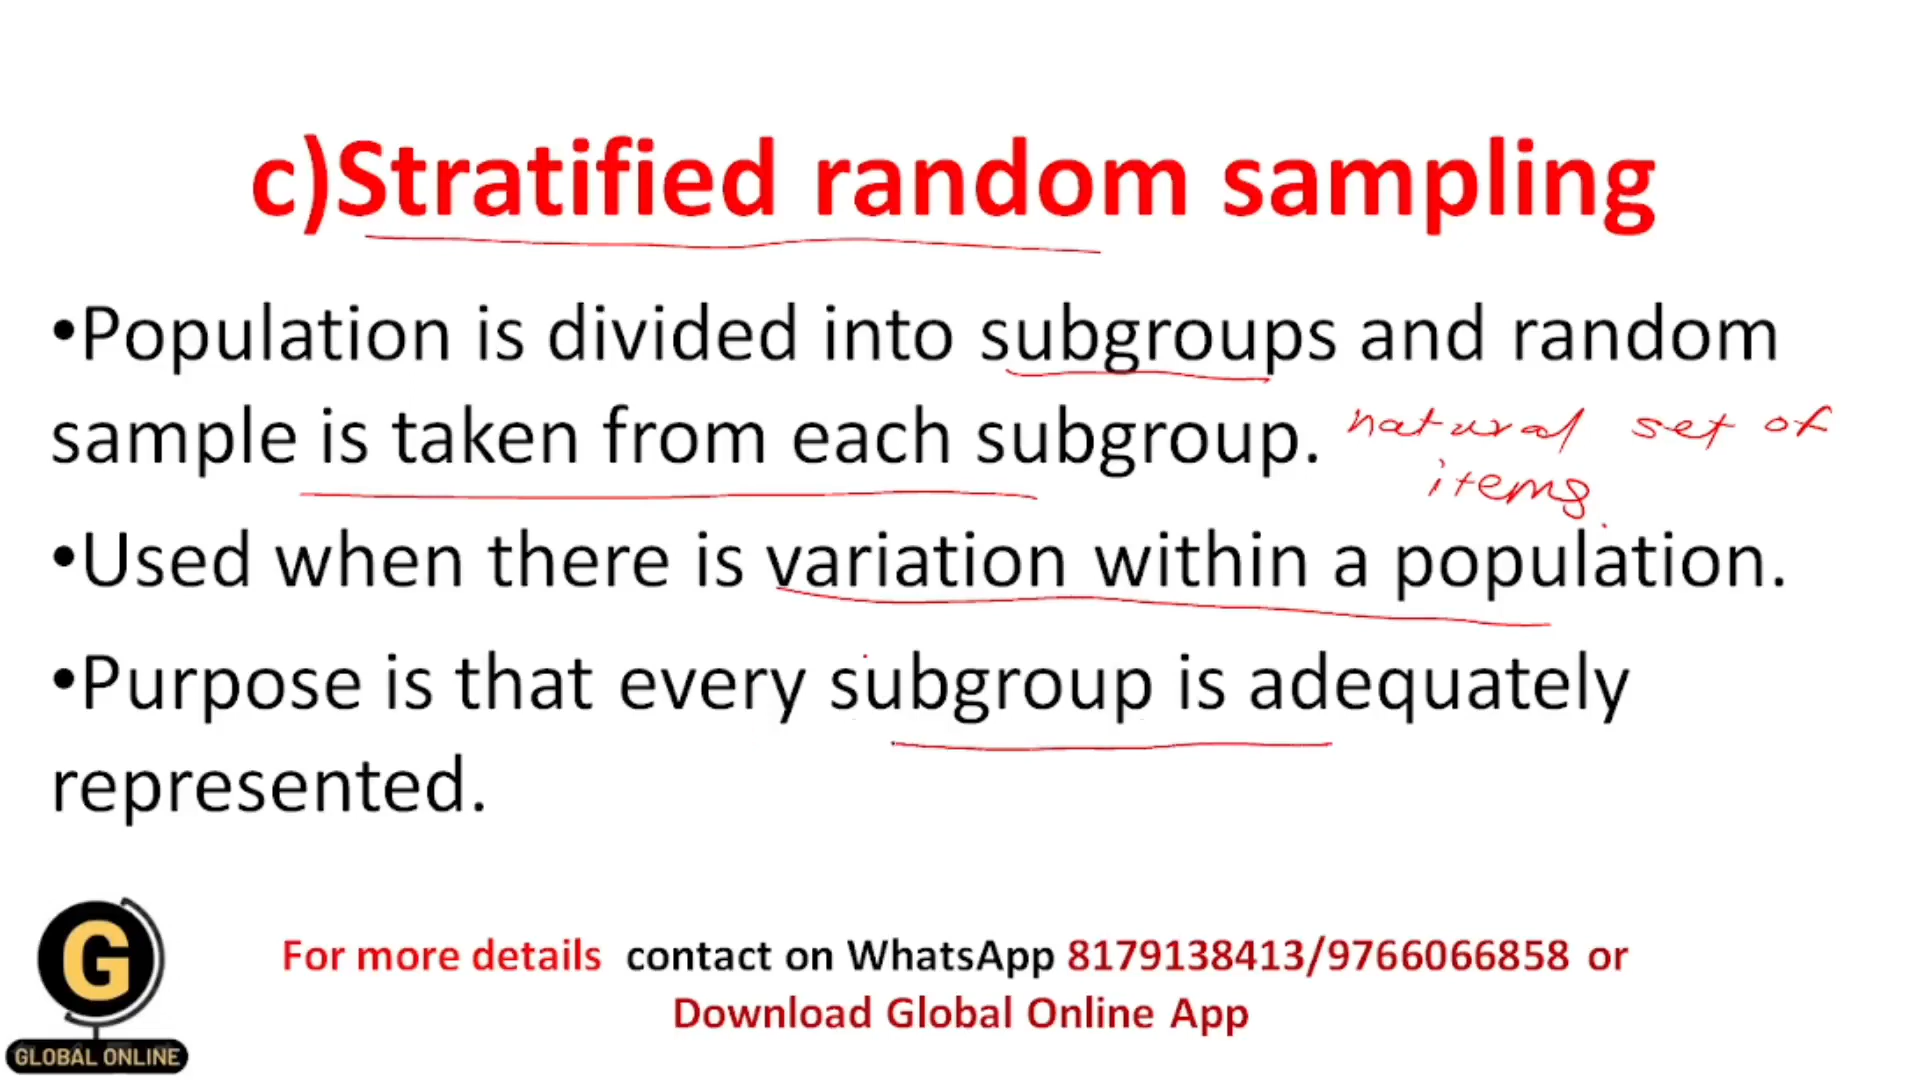 c)Stratified random sampling
•Population is divided into subgroups and random
sample is taken from each subgroup.
natural set of
items
•Used when there is variation within a population.
•Purpose is that every subgroup is adequately
represented.
G
GLOBAL ONLINE
For more details contact on WhatsApp 8179138413/9766066858 or
Download Global Online App